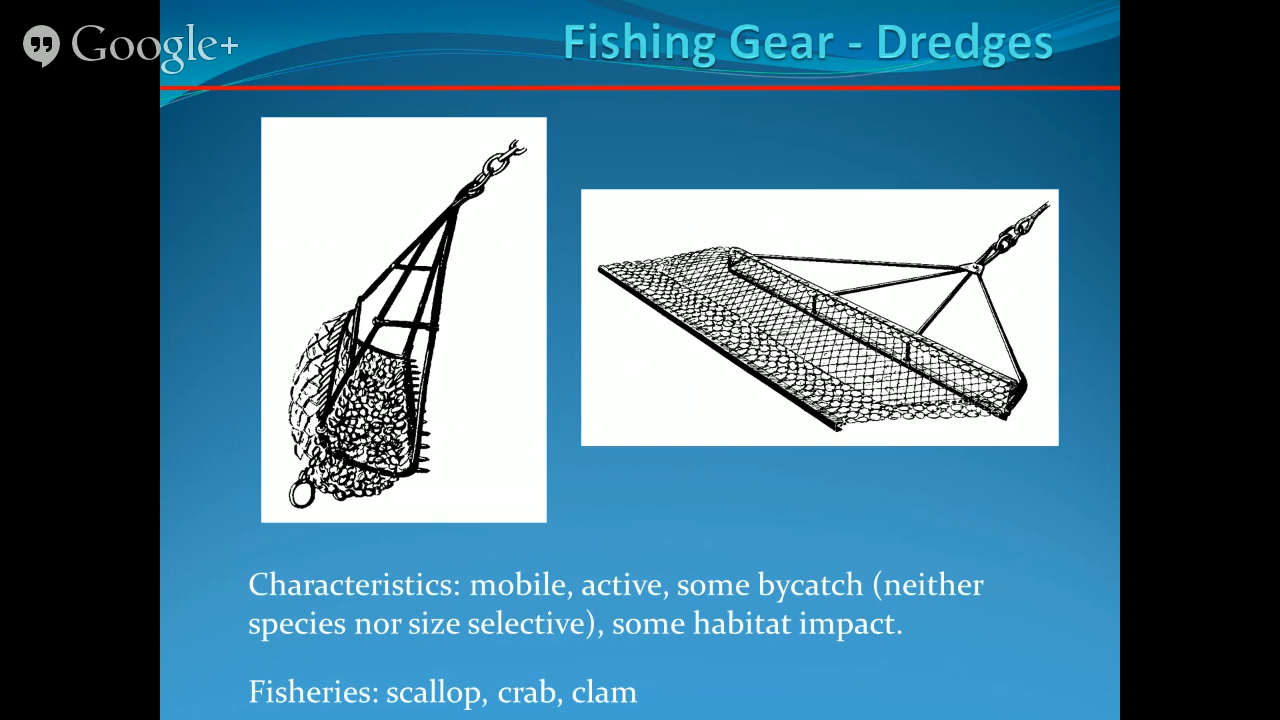 Google+
Fishing Gear - Dredges
Characteristics: mobile, active, some bycatch (neither
species nor size selective), some habitat impact.
Fisheries: scallop, crab, clam